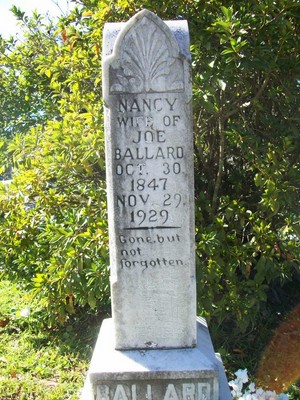 NANCY
WIFE OF
JOE
BALLARD
OCT. 30,
1847
NOV. 29,
1929
Gone, but
not
forgotten
BALLARD